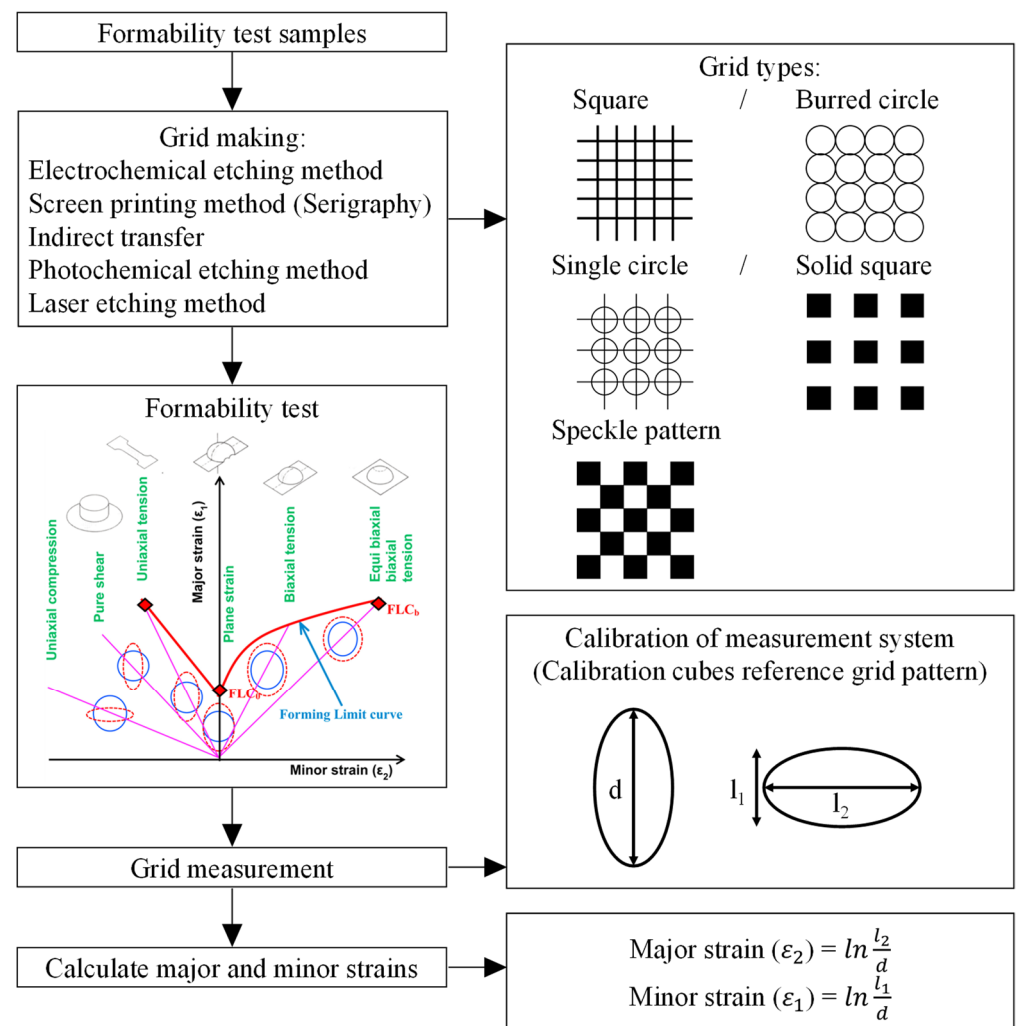 Formability test samples
Grid making:
Electrochemical etching method
Screen printing method (Serigraphy)
Indirect transfer
Photochemical etching method
Laser etching method
Grid types:
Square / Burred circle
Single circle / Solid square
Speckle pattern
Formability test
Uniaxial compression
Pure shear
Uniaxial tension
Major strain (ε₁)
Plane strain
Biaxial tension
Equi biaxial
biaxial
tension
FLC_b
FLC₀
Forming Limit curve
Minor strain (ε₂)
Calibration of measurement system
(Calibration cubes reference grid pattern)
d
l₁
l₂
Grid measurement
Calculate major and minor strains
Major strain (ε₂) = ln l₂/d
Minor strain (ε₁) = ln l₁/d